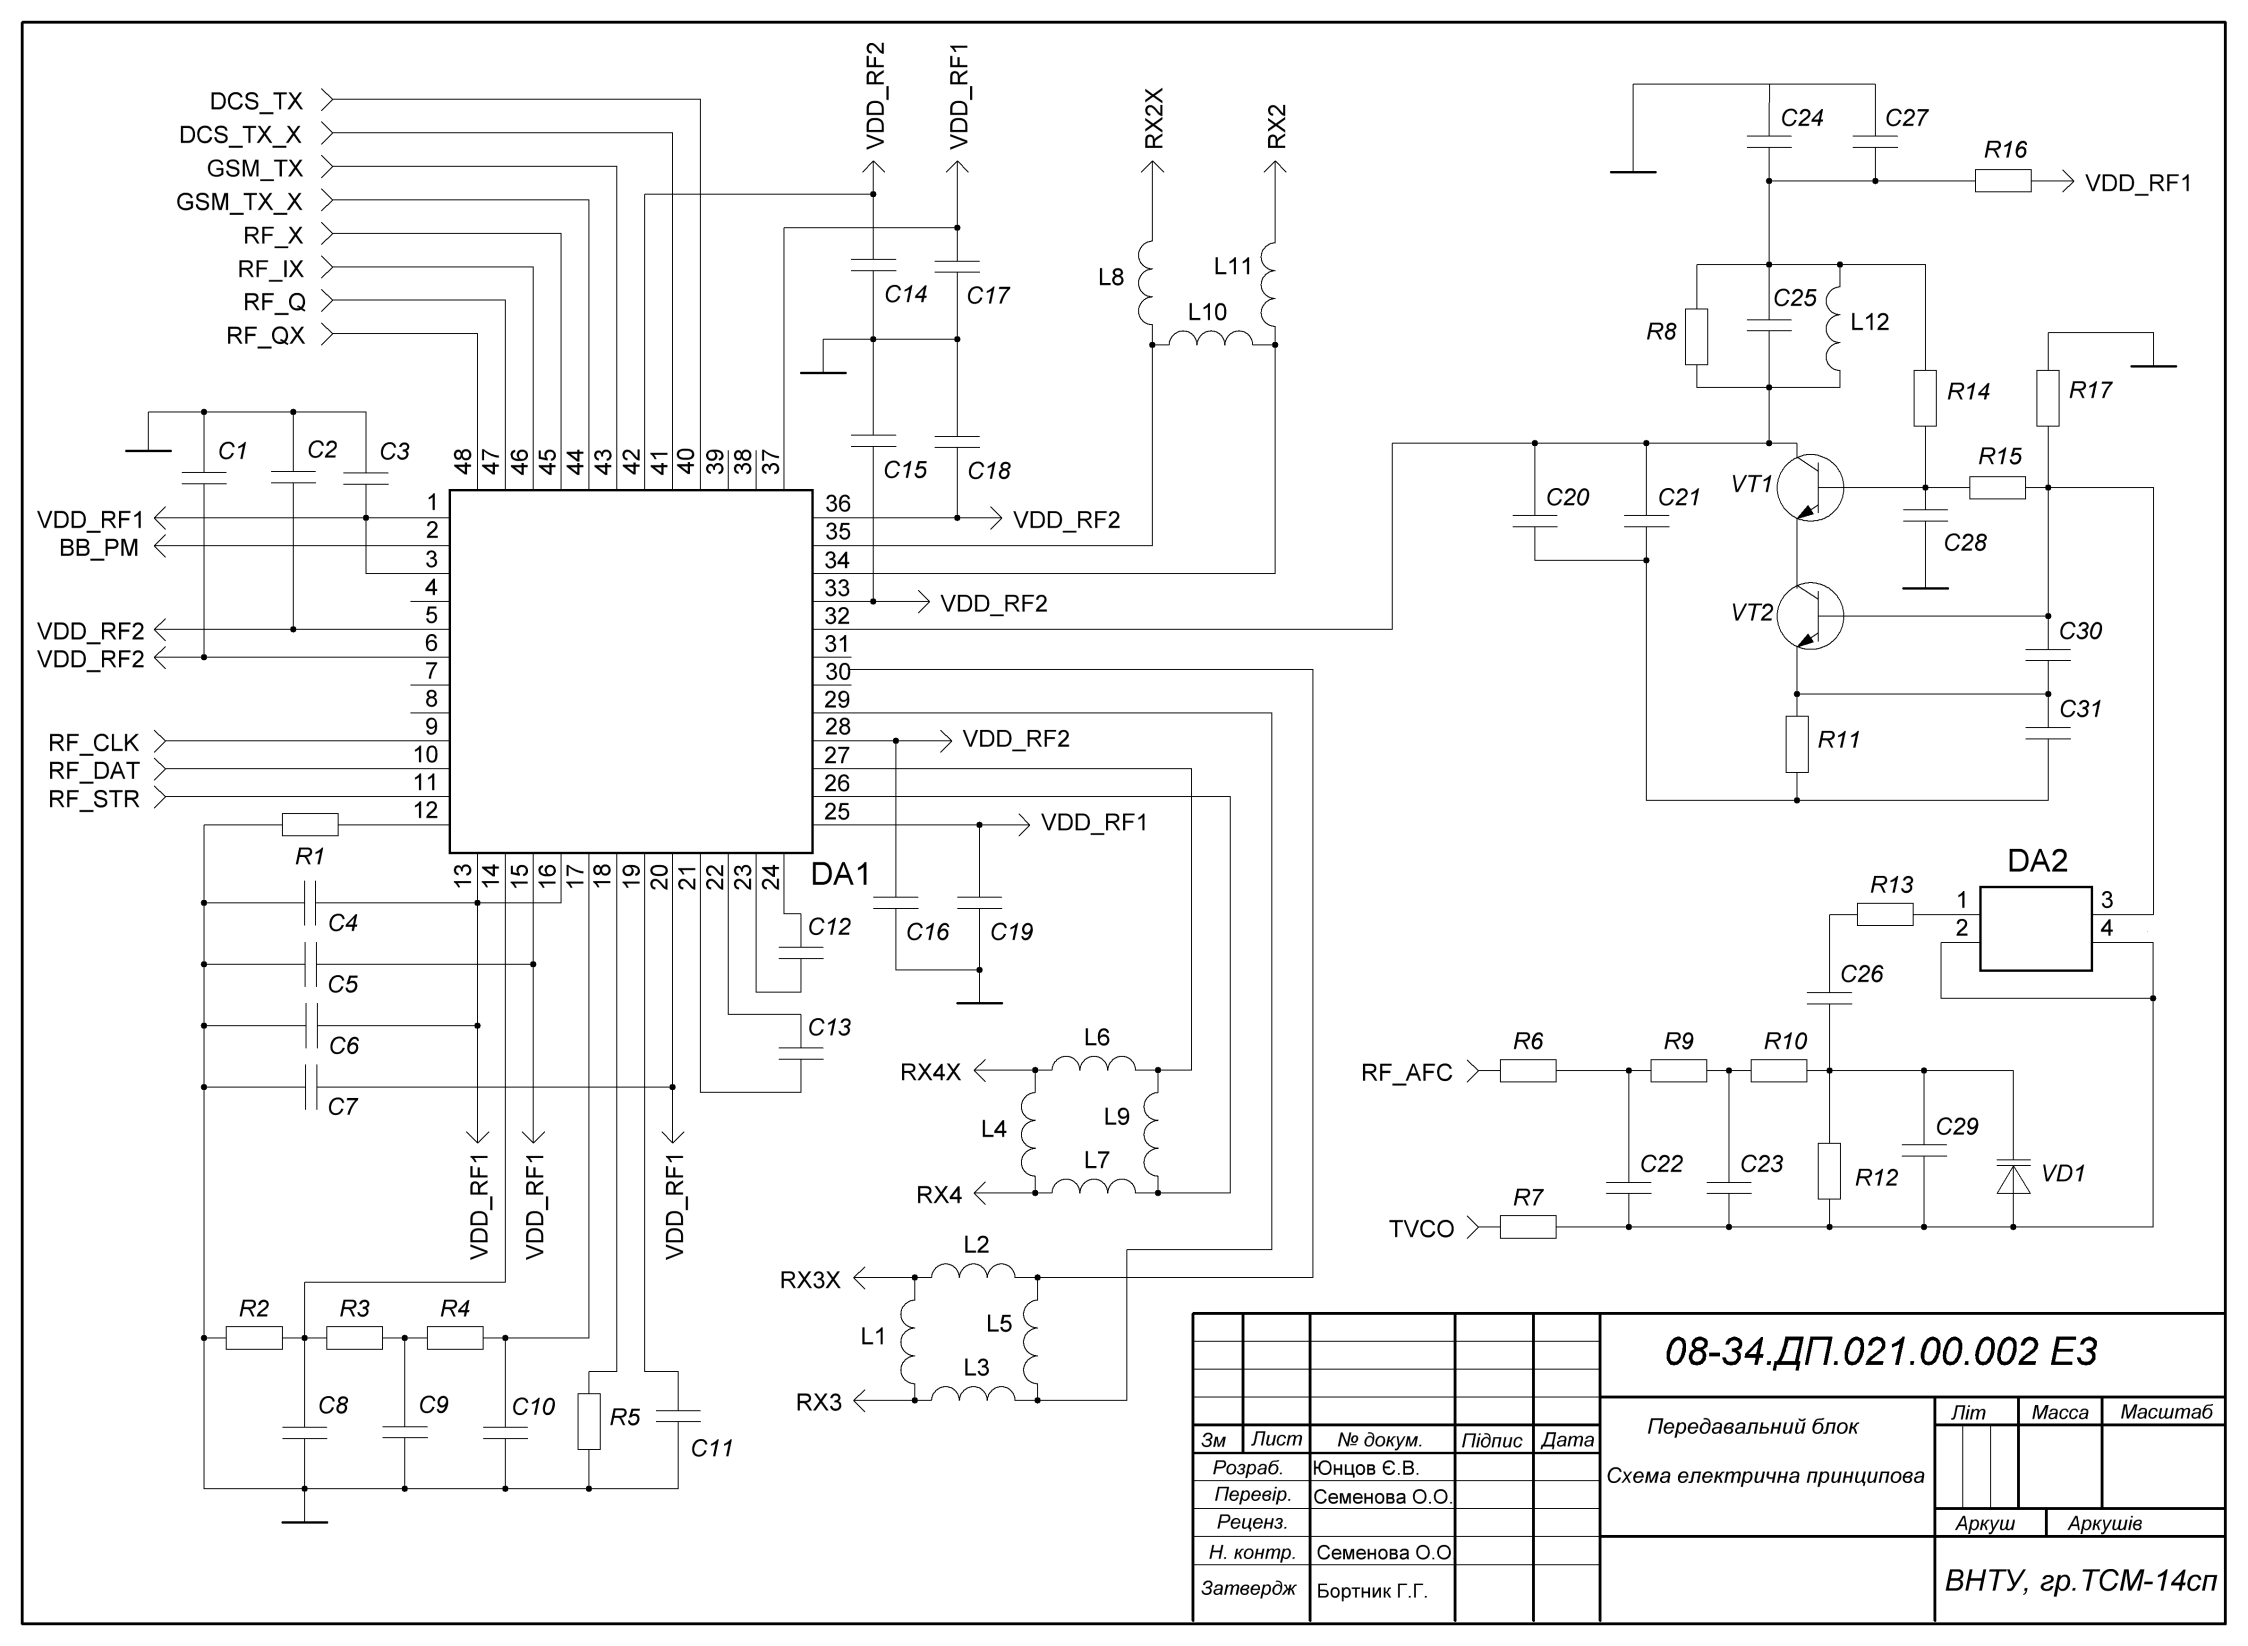 DCS_TX
DCS_TX_X
GSM_TX
GSM_TX_X
RF_X
RF_IX
RF_Q
RF_QX
VDD_RF2
VDD_RF1
RX2X
RX2
C14
C17
C15
C18
L8
L11
L10
C24
C27
R16
VDD_RF1
C25
R8
L12
R14
R17
R15
C20
C21
VT1
C28
VT2
C30
C31
R11
C1
C2
C3
48
47
46
45
44
43
42
41
40
39
38
37
VDD_RF1
BB_PM
VDD_RF2
VDD_RF2
RF_CLK
RF_DAT
RF_STR
1
2
3
4
5
6
7
8
9
10
11
12
36
35
34
33
32
31
30
29
28
27
26
25
VDD_RF2
VDD_RF2
VDD_RF2
VDD_RF1
13
14
15
16
17
18
19
20
21
22
23
24
DA1
R1
C4
C5
C6
C7
C12
C13
C16
C19
VDD_RF1
VDD_RF1
VDD_RF1
R2
R3
R4
C8
C9
C10
R5
C11
RX4X
RX4
L6
L4
L9
L7
RX3X
RX3
L2
L1
L5
L3
DA2
1
2
3
4
R13
C26
RF_AFC
R6
R9
R10
C22
C23
R12
C29
VD1
TVCO
R7
08-34.ДП.021.00.002 Е3
Передавальний блок
Схема електрична принципова
Літ
Масса
Масштаб
Аркуш
Аркушів
ВНТУ, гр.ТСМ-14сп
Зм
Лист
№ докум.
Підпис
Дата
Розраб.
Юнцов Є.В.
Перевір.
Семенова О.О.
Реценз.
Н. контр.
Семенова О.О
Затвердж
Бортник Г.Г.